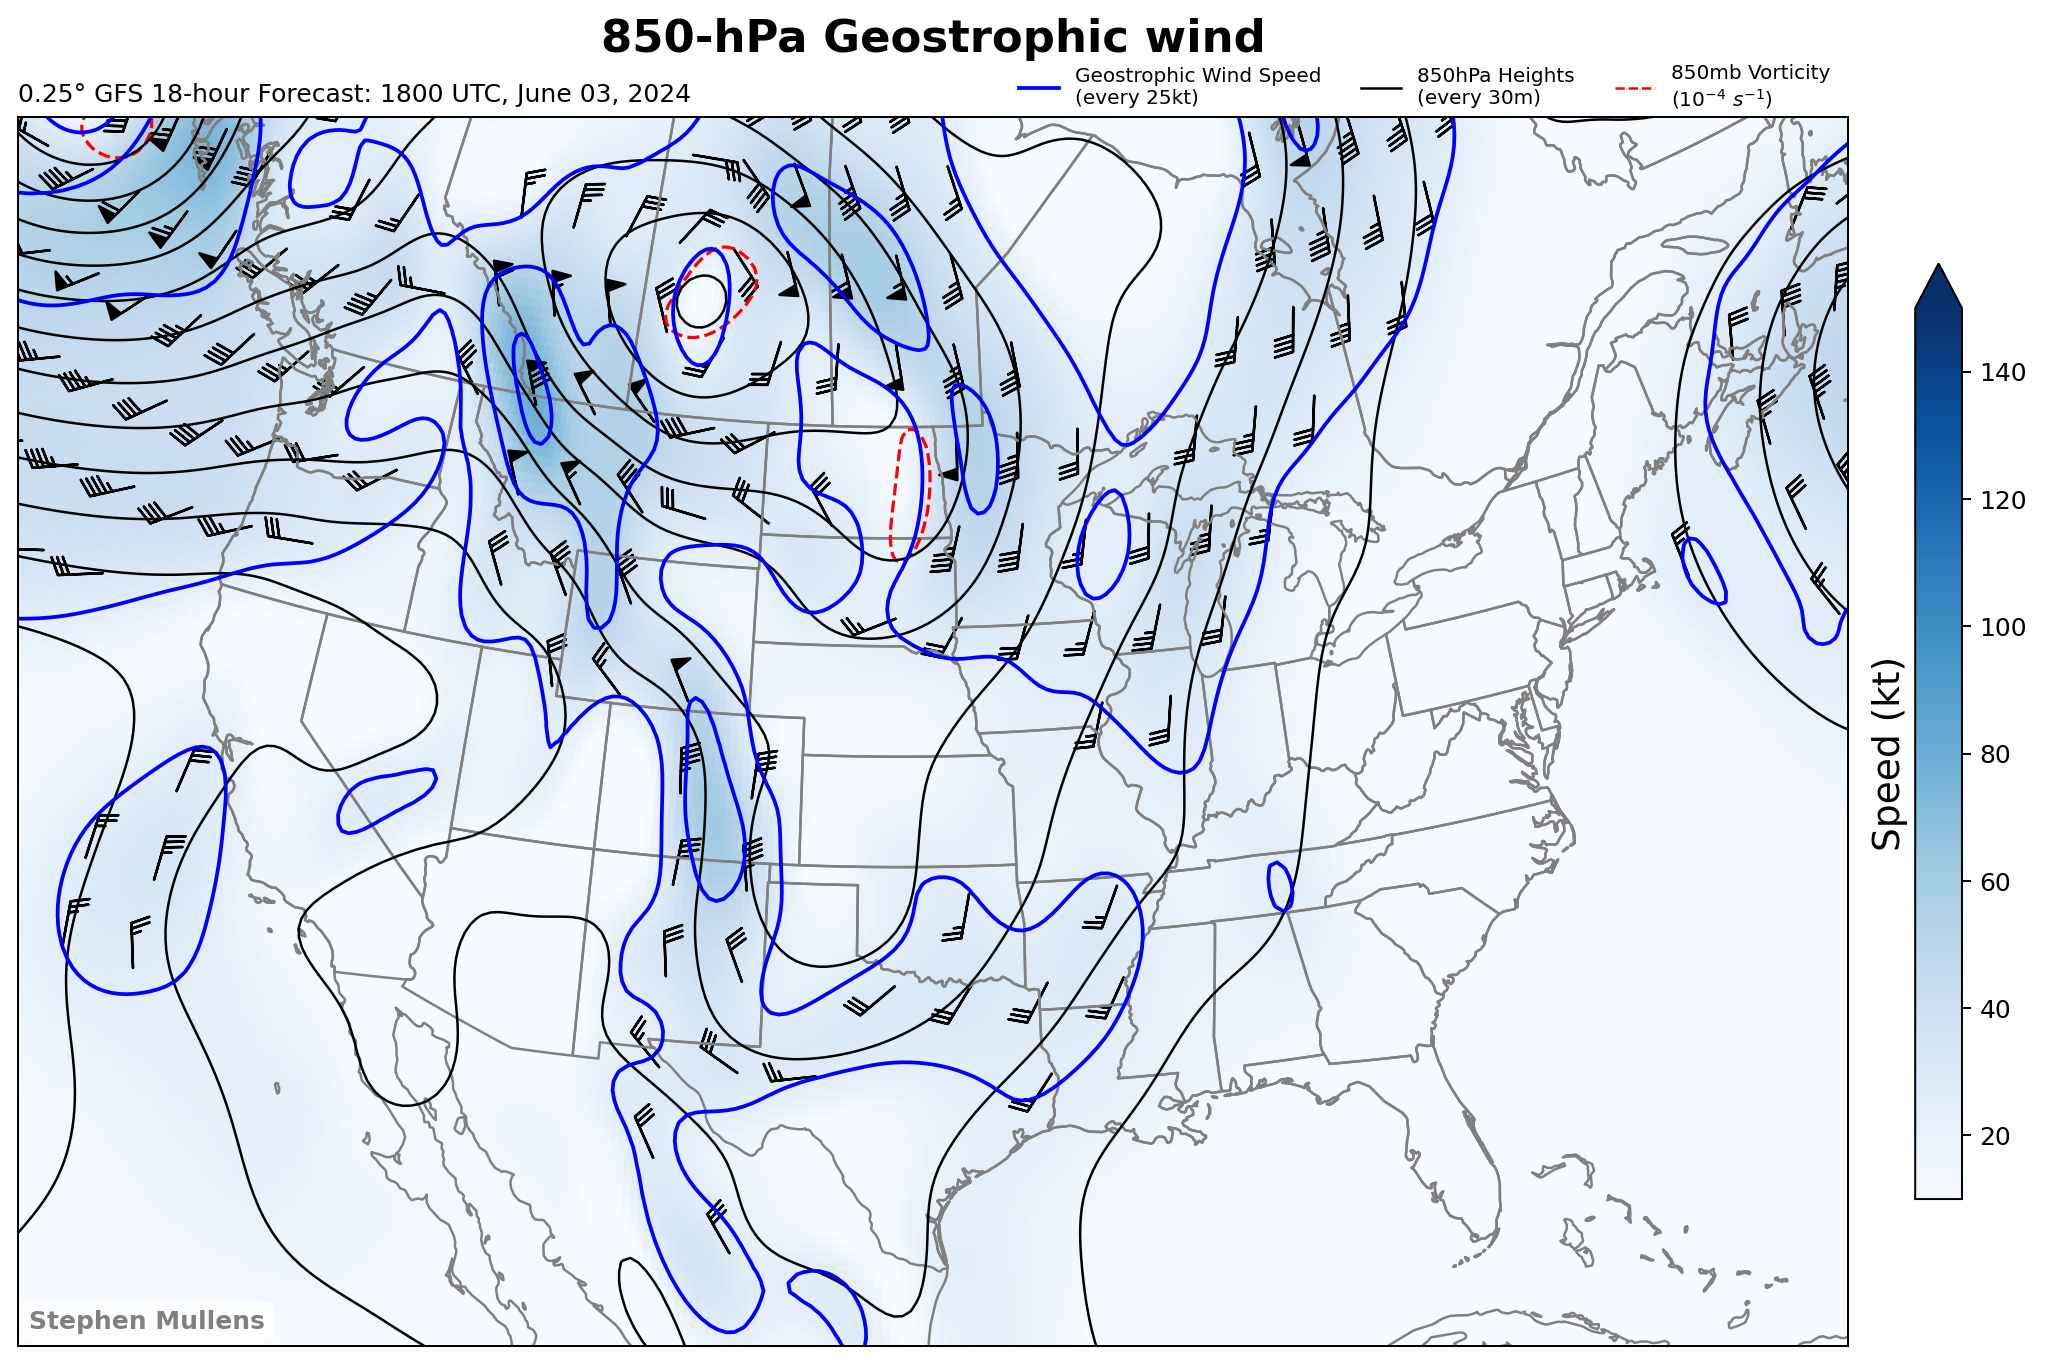 850-hPa Geostrophic wind
0.25° GFS 18-hour Forecast: 1800 UTC, June 03, 2024
Geostrophic Wind Speed
(every 25kt)
850hPa Heights
(every 30m)
850mb Vorticity
(10⁻⁴ s⁻¹)
140
120
100
80
60
40
20
Speed (kt)
Stephen Mullens